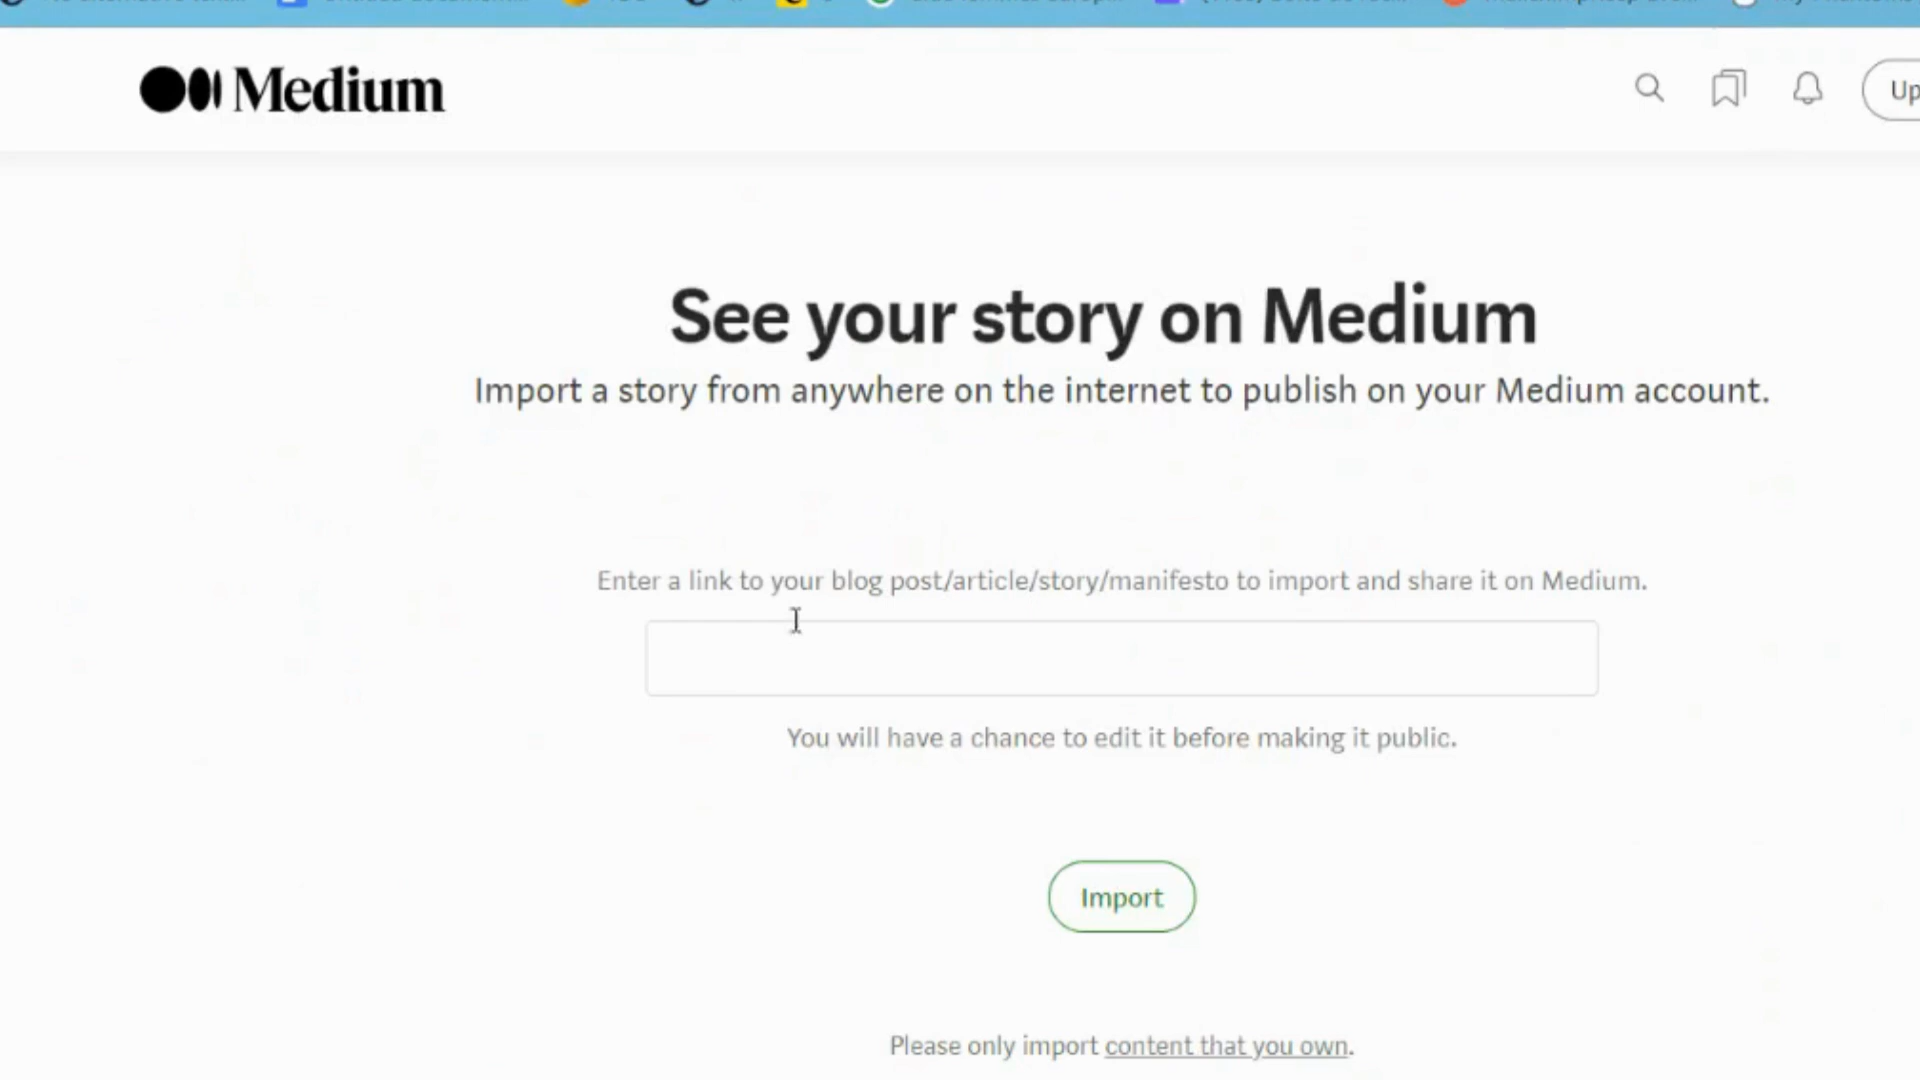 Medium
Up
See your story on Medium
Import a story from anywhere on the internet to publish on your Medium account.
Enter a link to your blog post/article/story/manifesto to import and share it on Medium.
You will have a chance to edit it before making it public.
Import
Please only import content that you own.